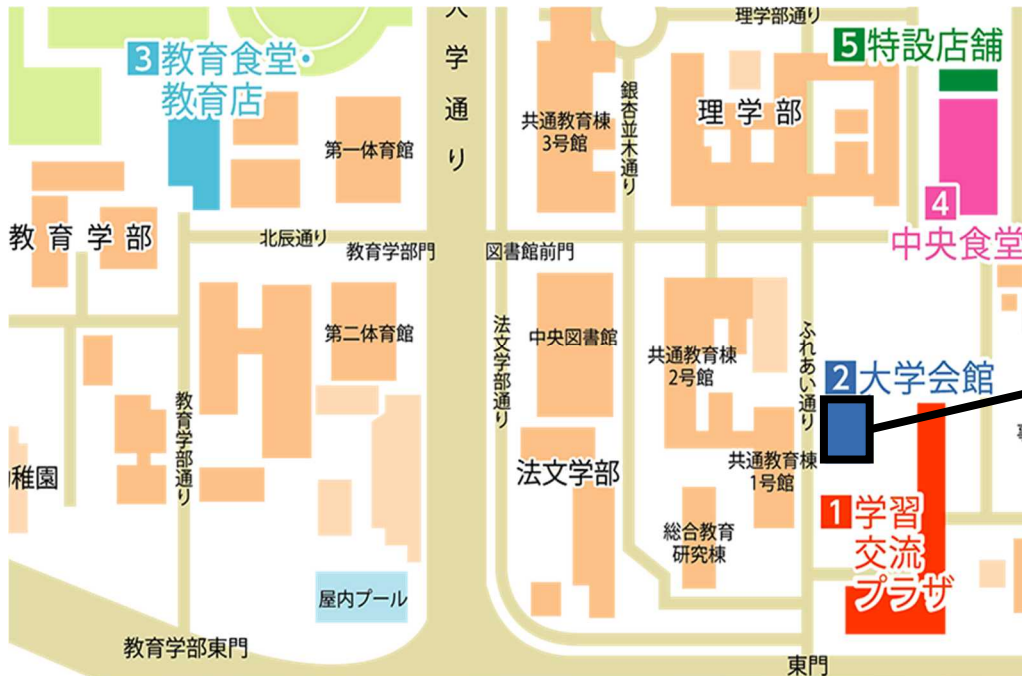 理学部通り
5 特設店舗
3 教育食堂・
教育店
大学通り
共通教育棟
3号館
銀杏並木通り
理学部
第一体育館
4
中央食堂
教育学部
北辰通り
教育学部門
図書館前門
第二体育館
法文学部通り
中央図書館
共通教育棟
2号館
ふれあい通り
2 大学会館
教育学部通り
稚園
法文学部
共通教育棟
1号館
1 学習
交流
プラザ
総合教育
研究棟
屋内プール
教育学部東門
東門